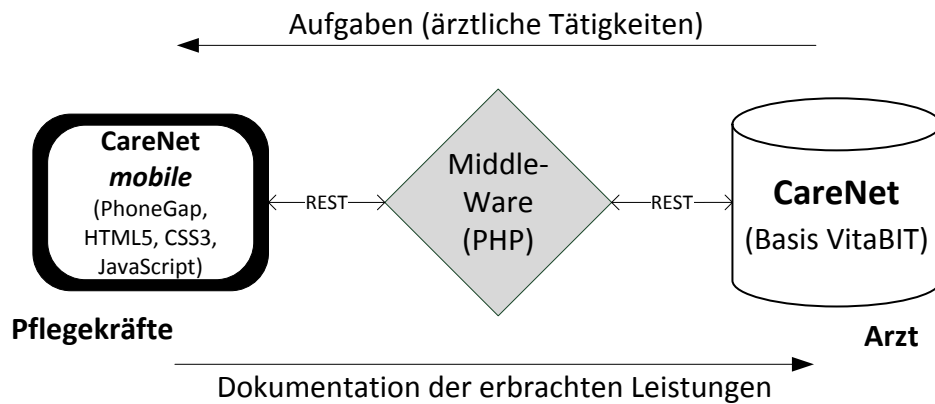 Aufgaben (ärztliche Tätigkeiten)
CareNet
mobile
(PhoneGap,
HTML5, CSS3,
JavaScript)
REST
Middle-
Ware
(PHP)
REST
CareNet
(Basis VitaBIT)
Pflegekräfte
Arzt
Dokumentation der erbrachten Leistungen